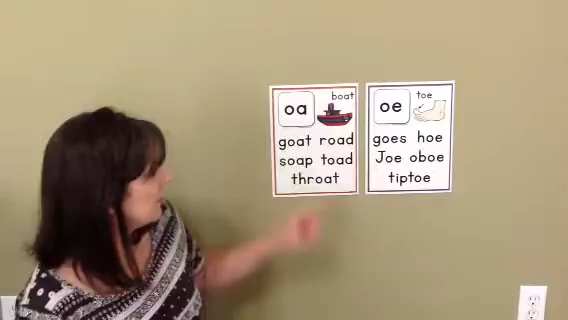 oa boat
goat road
soap toad
throat
oe toe
goes hoe
Joe oboe
tiptoe